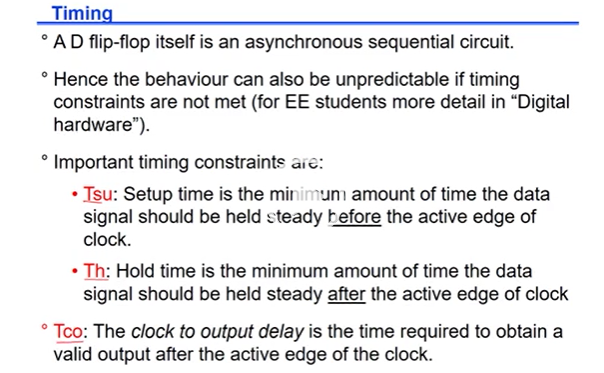 Timing
° A D flip-flop itself is an asynchronous sequential circuit.
° Hence the behaviour can also be unpredictable if timing
constraints are not met (for EE students more detail in “Digital
hardware”).
° Important timing constraints are:
• Tsu: Setup time is the minimum amount of time the data
signal should be held steady before the active edge of
clock.
• Th: Hold time is the minimum amount of time the data
signal should be held steady after the active edge of clock
° Tco: The clock to output delay is the time required to obtain a
valid output after the active edge of the clock.